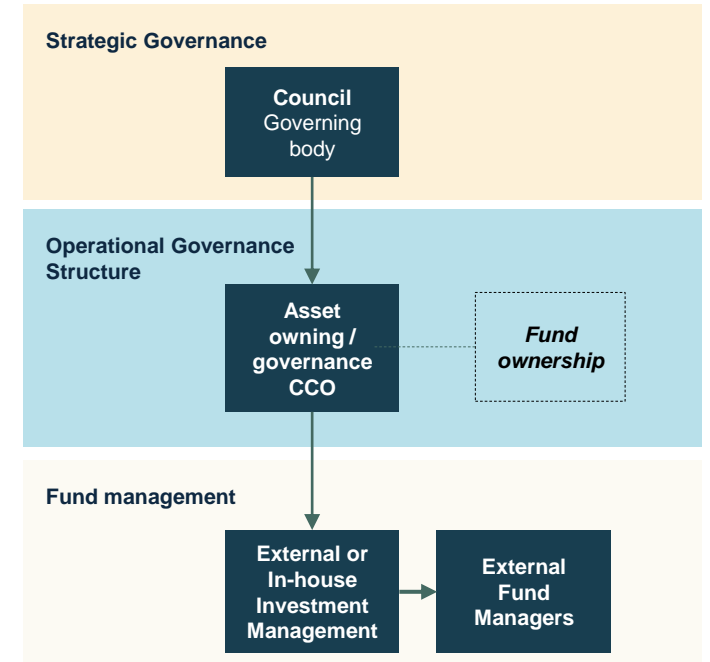 Strategic Governance
Council
Governing
body
Operational Governance
Structure
Asset
owning /
governance
CCO
Fund
ownership
Fund management
External or
In-house
Investment
Management
External
Fund
Managers